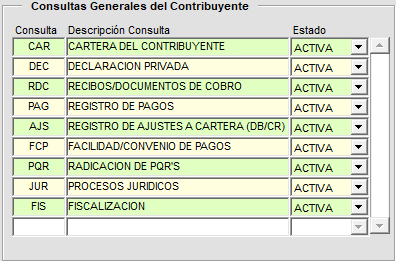 Consultas Generales del Contribuyente
Consulta Descripción Consulta Estado
CAR CARTERA DEL CONTRIBUYENTE ACTIVA
DEC DECLARACION PRIVADA ACTIVA
RDC RECIBOS/DOCUMENTOS DE COBRO ACTIVA
PAG REGISTRO DE PAGOS ACTIVA
AJS REGISTRO DE AJUSTES A CARTERA (DB/CR) ACTIVA
FCP FACILIDAD/CONVENIO DE PAGOS ACTIVA
PQR RADICACION DE PQR'S ACTIVA
JUR PROCESOS JURIDICOS ACTIVA
FIS FISCALIZACION ACTIVA